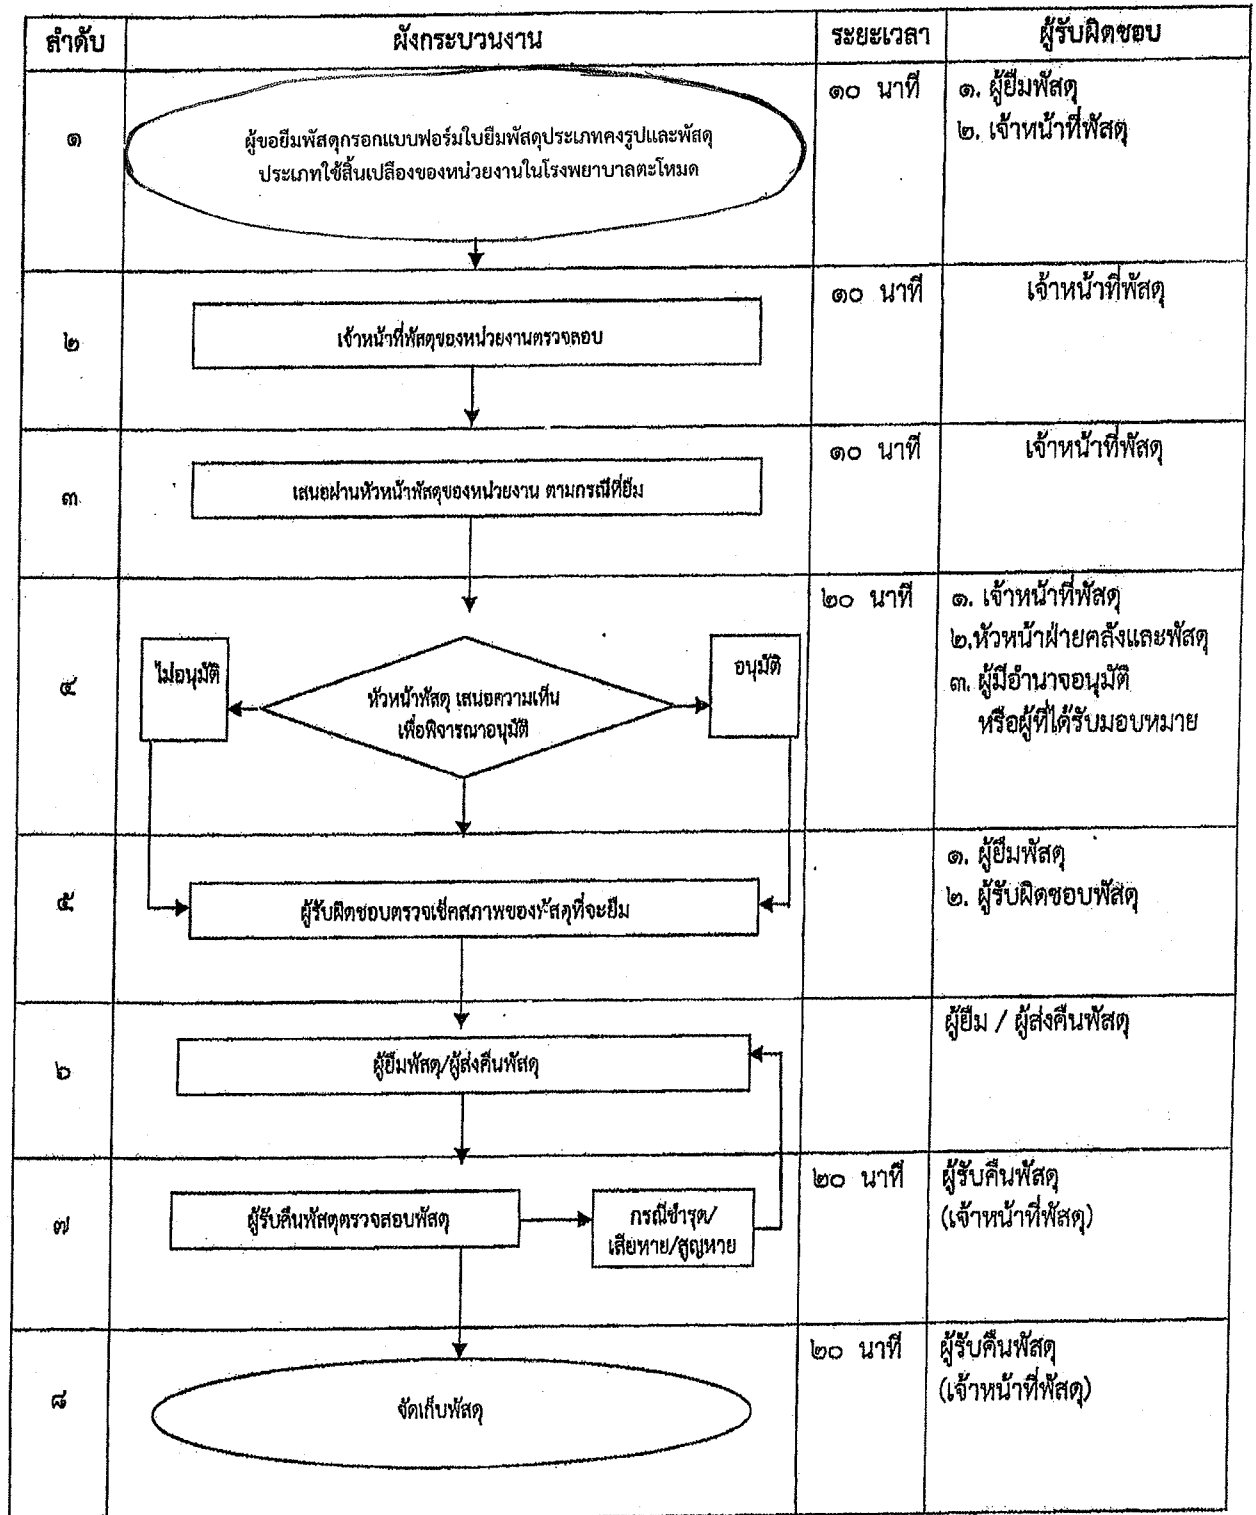 ลำดับ
ผังกระบวนงาน
ระยะเวลา
ผู้รับผิดชอบ
๑
ผู้ขอยืมพัสดุกรอกแบบฟอร์มใบยืมพัสดุประเภทคงรูปและพัสดุ
ประเภทใช้สิ้นเปลืองของหน่วยงานในโรงพยาบาลตะโหมด
๑๐ นาที
๑. ผู้ยืมพัสดุ
๒. เจ้าหน้าที่พัสดุ
๒
เจ้าหน้าที่พัสดุของหน่วยงานตรวจสอบ
๑๐ นาที
เจ้าหน้าที่พัสดุ
๓
เสนอผ่านหัวหน้าพัสดุของหน่วยงาน ตามกรณีที่ยืม
๑๐ นาที
เจ้าหน้าที่พัสดุ
๔
ไม่อนุมัติ
หัวหน้าพัสดุ เสนอความเห็น
เพื่อพิจารณาอนุมัติ
อนุมัติ
๒๐ นาที
๑. เจ้าหน้าที่พัสดุ
๒.หัวหน้าฝ่ายคลังและพัสดุ
๓. ผู้มีอำนาจอนุมัติ
หรือผู้ที่ได้รับมอบหมาย
๕
ผู้รับผิดชอบตรวจเช็คสภาพของพัสดุที่จะยืม
๑. ผู้ยืมพัสดุ
๒. ผู้รับผิดชอบพัสดุ
๖
ผู้ยืมพัสดุ/ผู้ส่งคืนพัสดุ
ผู้ยืม / ผู้ส่งคืนพัสดุ
๗
ผู้รับคืนพัสดุตรวจสอบพัสดุ
กรณีชำรุด/
เสียหาย/สูญหาย
๒๐ นาที
ผู้รับคืนพัสดุ
(เจ้าหน้าที่พัสดุ)
๘
จัดเก็บพัสดุ
๒๐ นาที
ผู้รับคืนพัสดุ
(เจ้าหน้าที่พัสดุ)